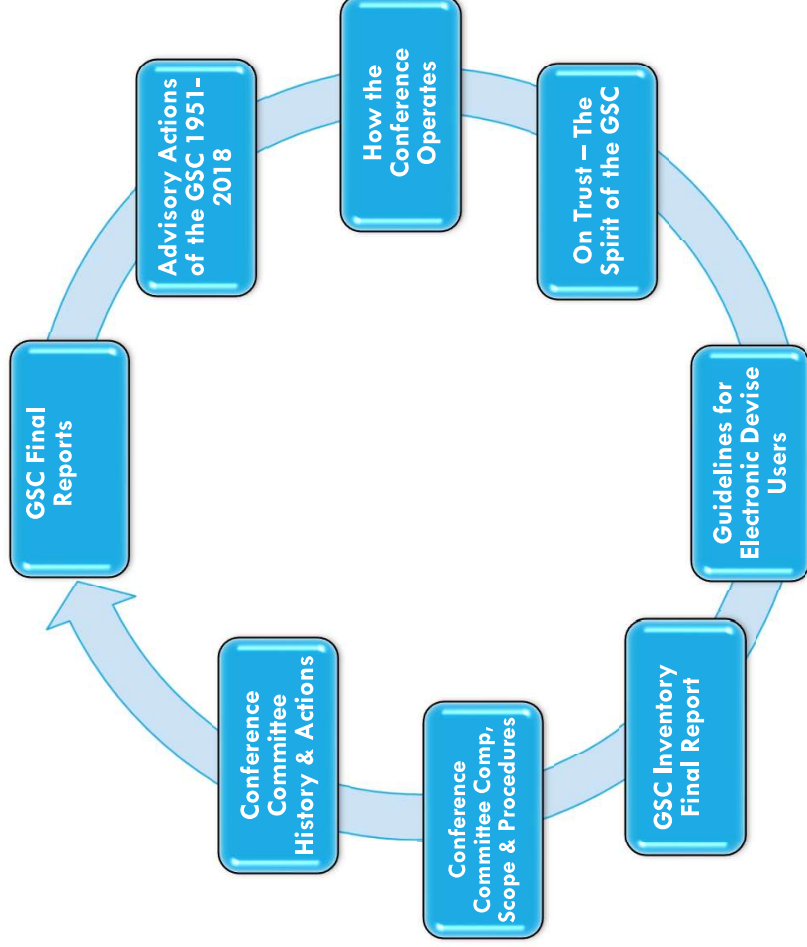 GSC Final
Reports
Advisory Actions
of the GSC 1951-
2018
How the
Conference
Operates
On Trust – The
Spirit of the GSC
Guidelines for
Electronic Devise
Users
GSC Inventory
Final Report
Conference
Committee Comp,
Scope & Procedures
Conference
Committee
History & Actions